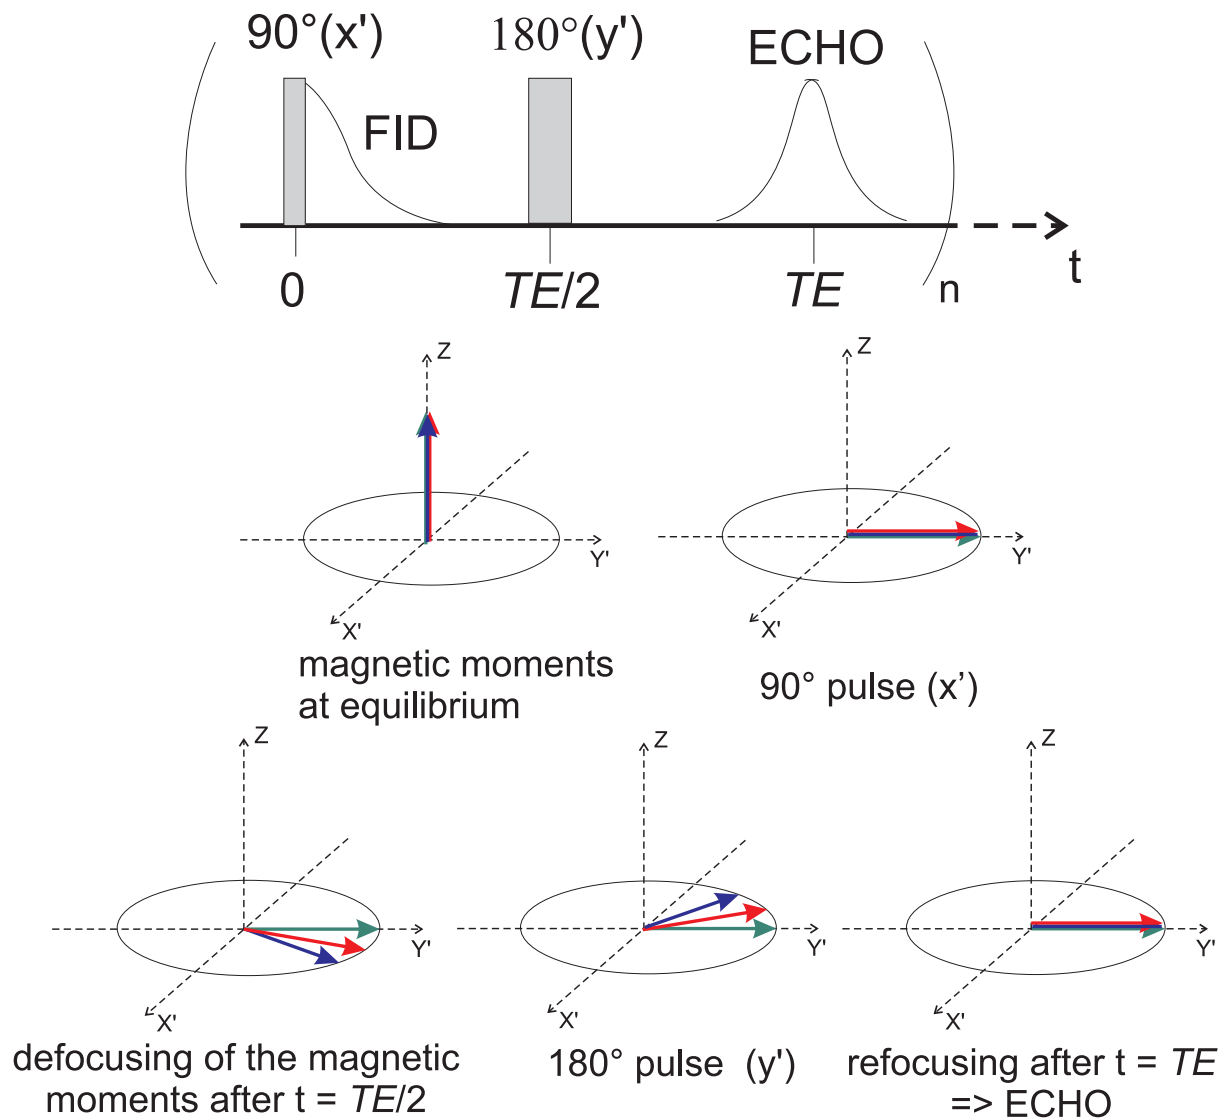 90°(x')
180°(y')
ECHO
FID
0
TE/2
TE
n
t
Z
Y'
X'
magnetic moments
at equilibrium
Z
Y'
X'
90° pulse (x’)
Z
Y'
X'
defocusing of the magnetic
moments after t = TE/2
Z
Y'
X'
180° pulse (y')
Z
Y'
X'
refocusing after t = TE
=> ECHO